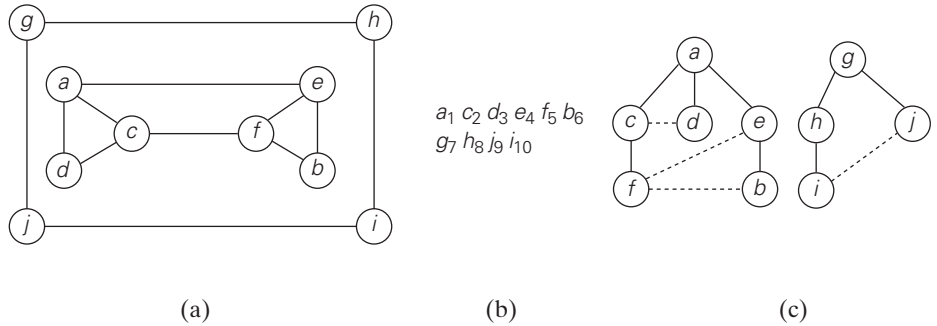 g h
a e
c f
d b
j i
a1 c2 d3 e4 f5 b6
g7 h8 j9 i10
a g
c d e h j
f b i
(a) (b) (c)